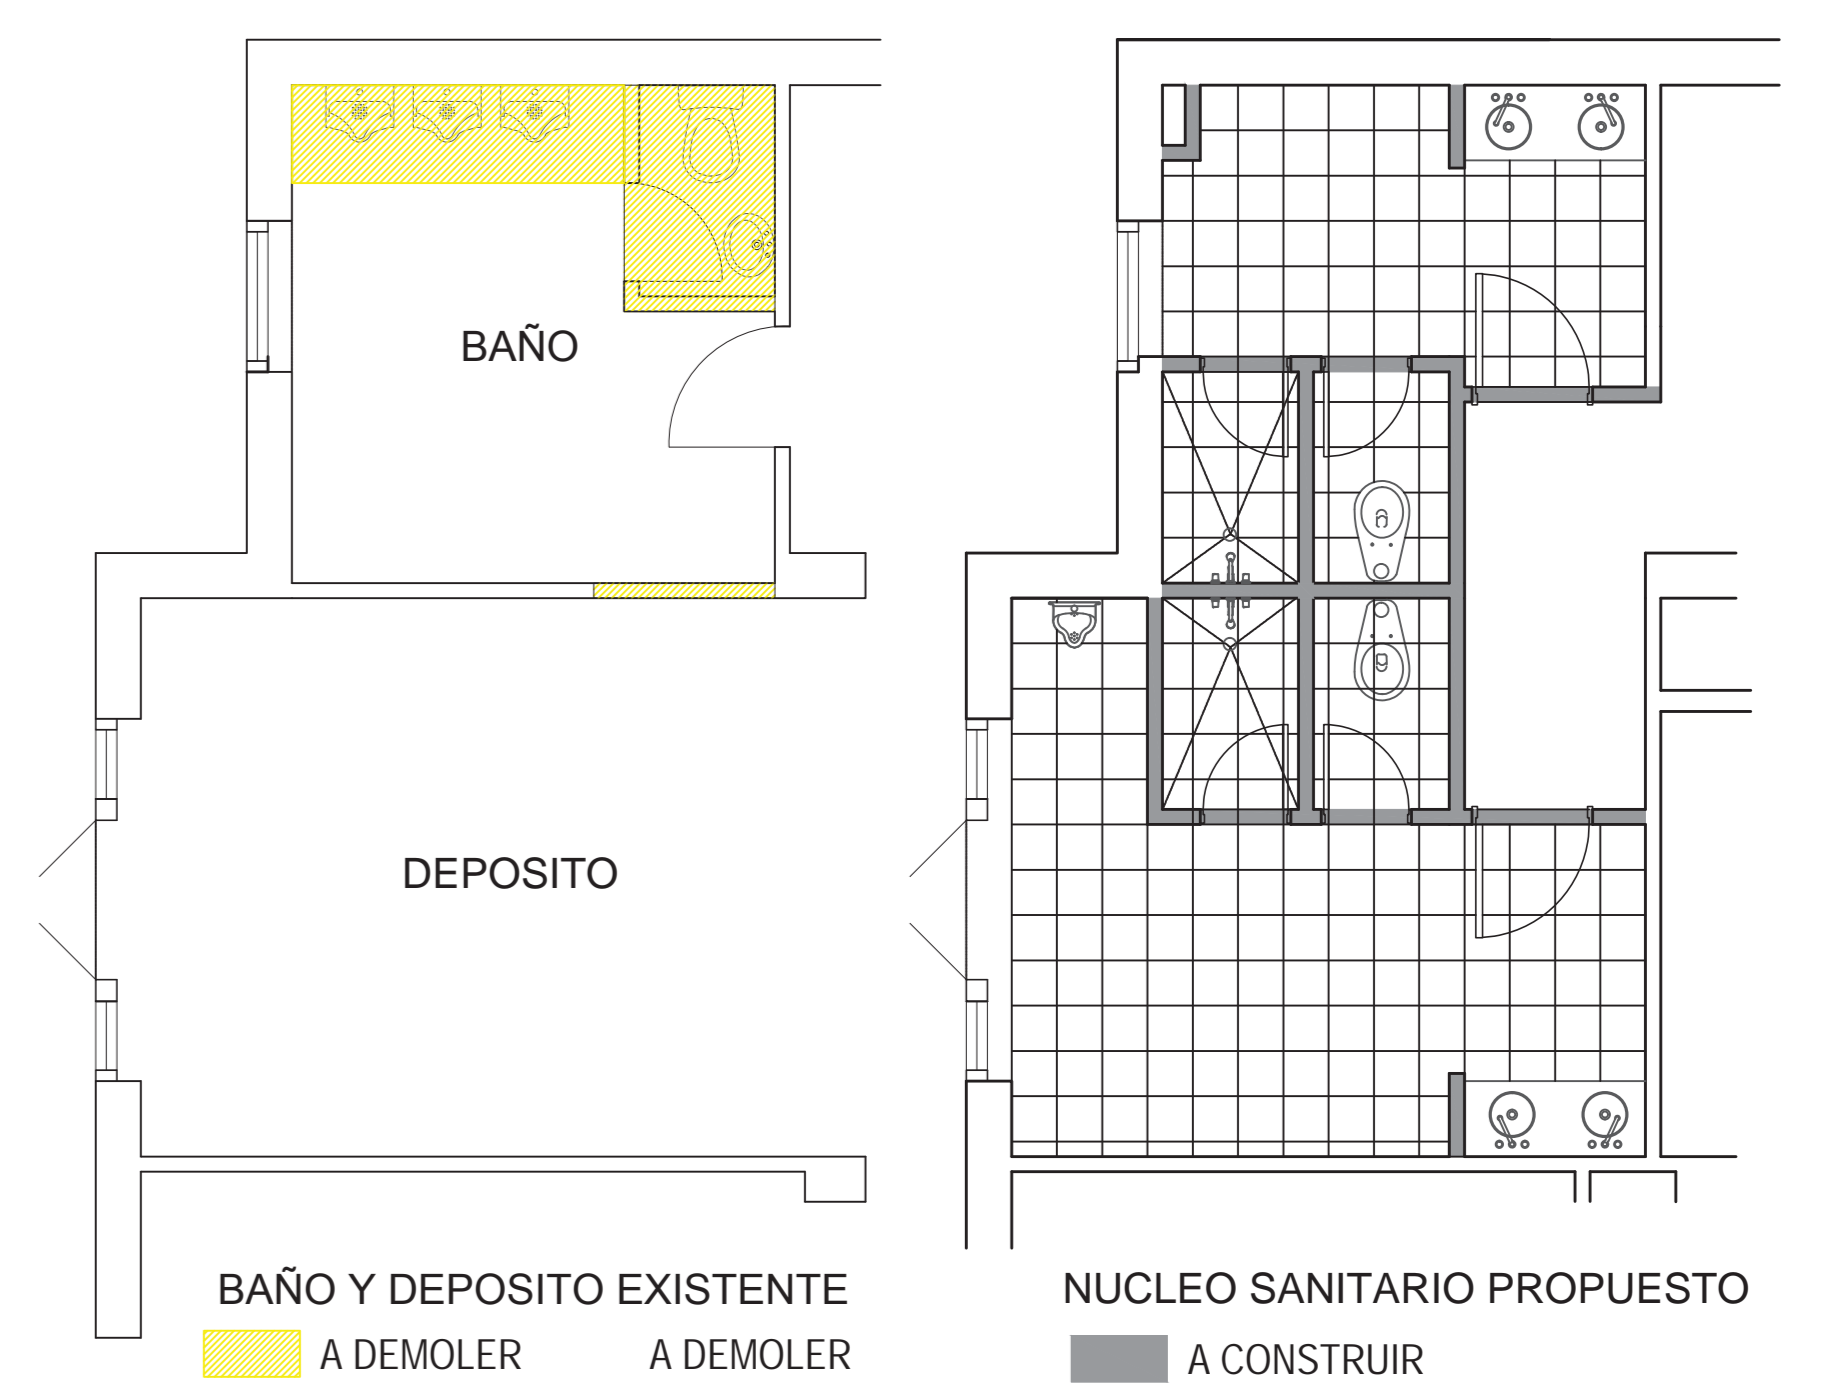 BAÑO
DEPOSITO
BAÑO Y DEPOSITO EXISTENTE
A DEMOLER A DEMOLER
NUCLEO SANITARIO PROPUESTO
A CONSTRUIR